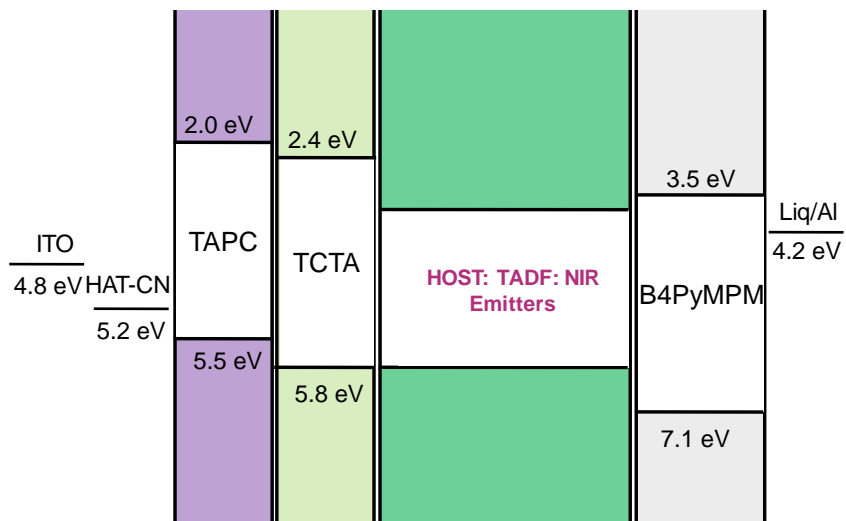 2.0 eV
2.4 eV
3.5 eV
ITO
4.8 eV
HAT-CN
5.2 eV
TAPC
TCTA
HOST: TADF: NIR
Emitters
B4PyMPM
Liq/Al
4.2 eV
5.5 eV
5.8 eV
7.1 eV